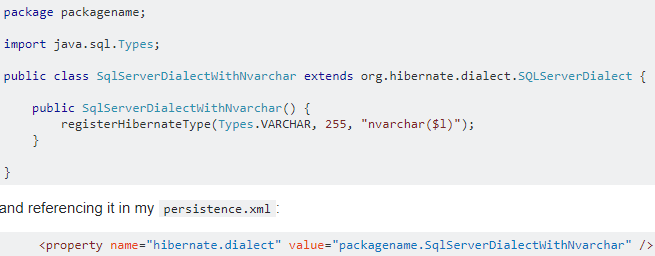 package packagename;
import java.sql.Types;
public class SqlServerDialectWithNvarchar extends org.hibernate.dialect.SQLServerDialect {
public SqlServerDialectWithNvarchar() {
registerHibernateType(Types.VARCHAR, 255, "nvarchar($l)");
}
}
and referencing it in my persistence.xml:
<property name="hibernate.dialect" value="packagename.SqlServerDialectWithNvarchar" />